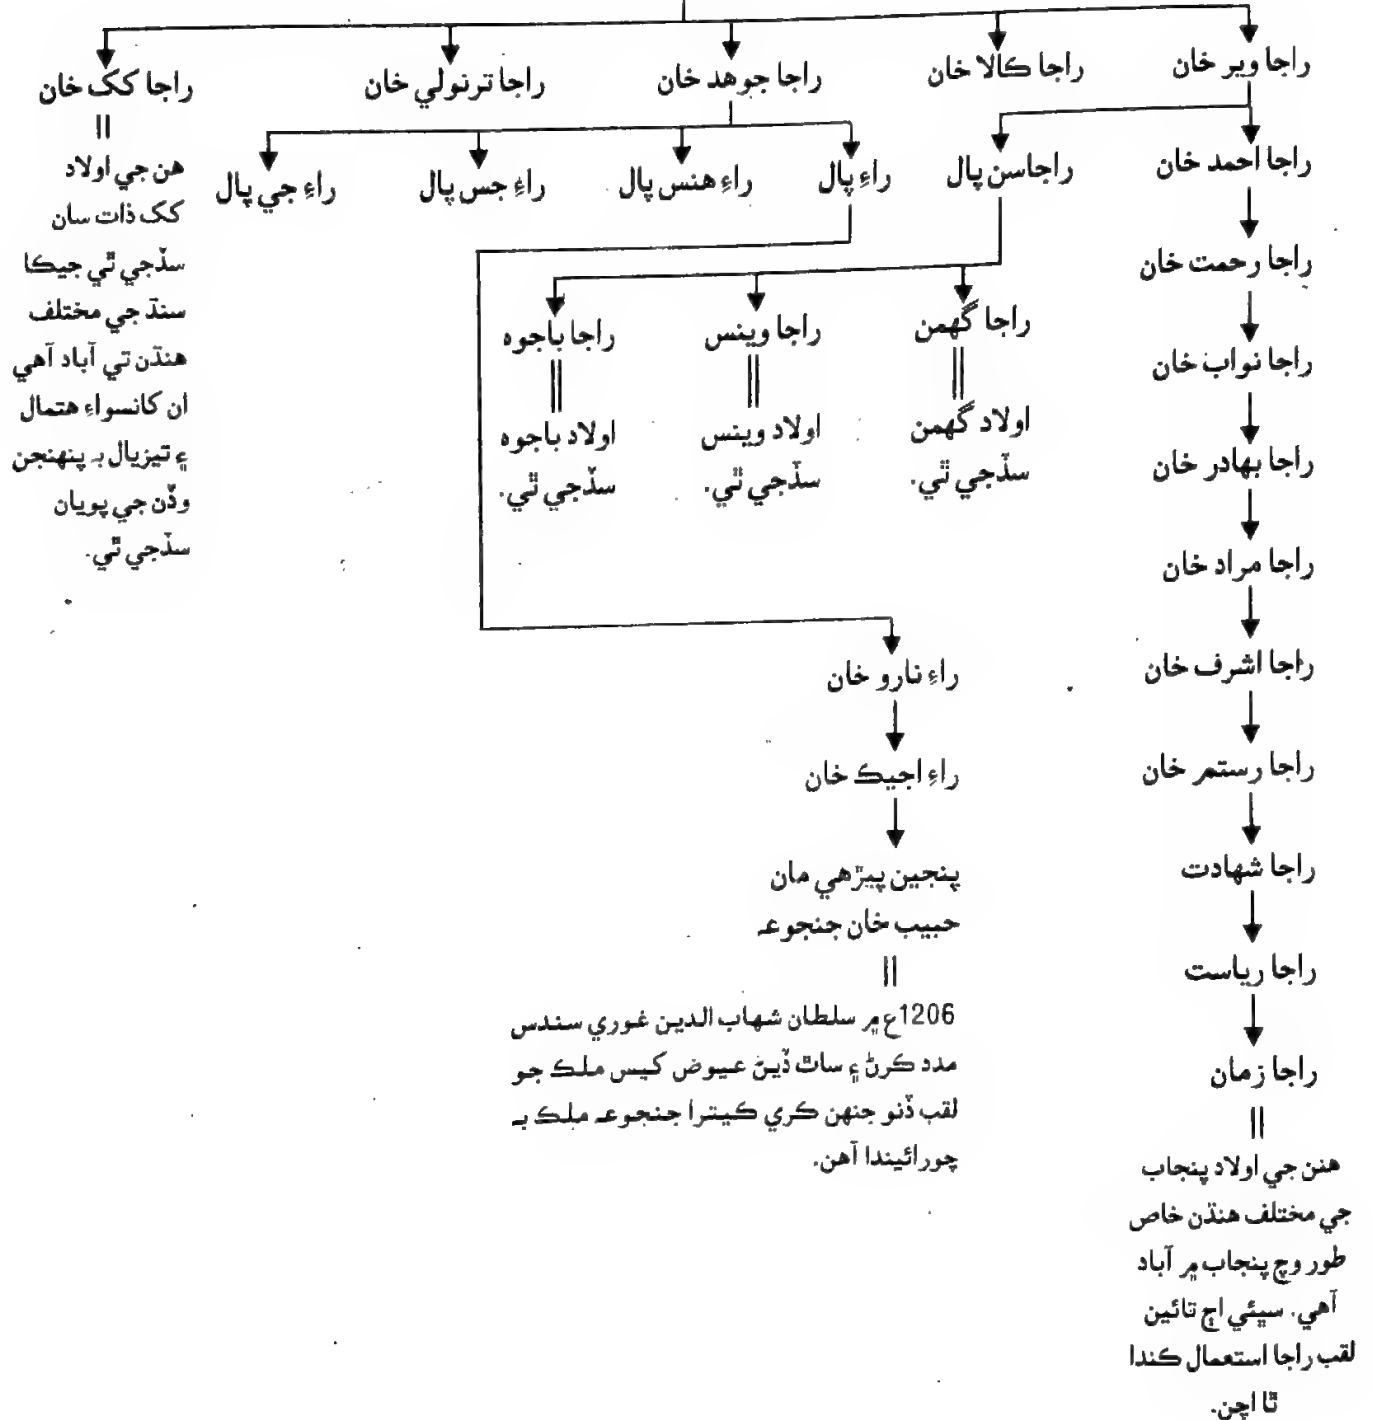 راجا وير خان
راجا ڪالا خان
راجا جوهد خان
راجا ترنولي خان
راجا کک خان
راجا احمد خان
راجاسن پال
راءِ پال
راءِ هنس پال
راءِ جس پال
راءِ جي پال
هن جي اولاد
کک ذات سان
سڏجي ٿي جيڪا
سنڌ جي مختلف
هنڌن تي آباد آهي
ان کانسواءِ هتمال
۽ تيزيال بہ پنهنجن
وڏن جي پويان
سڏجي ٿي.
راجا رحمت خان
راجا نواب خان
راجا بهادر خان
راجا مراد خان
راجا اشرف خان
راجا رستم خان
راجا شهادت
راجا رياست
راجا زمان
هنن جي اولاد پنجاب
جي مختلف هنڌن خاص
طور وچ پنجاب ۾ آباد
آهي. سڀئي اڄ تائين
لقب راجا استعمال ڪندا
ٿا اچن.
راجا گهمن
اولاد گهمن
سڏجي ٿي.
راجا وينس
اولاد وينس
سڏجي ٿي.
راجا باجوه
اولاد باجوه
سڏجي ٿي.
راءِ نارو خان
راءِ اجيڪ خان
پنجين پيڙهي مان
حبيب خان جنجوعہ
1206ع ۾ سلطان شهاب الدين غوري سندس
مدد ڪرڻ ۽ ساٿ ڏيڻ عيوض کيس ملڪ جو
لقب ڏنو جنهن ڪري ڪيترا جنجوعہ ملڪ بہ
چورائيندا آهن.